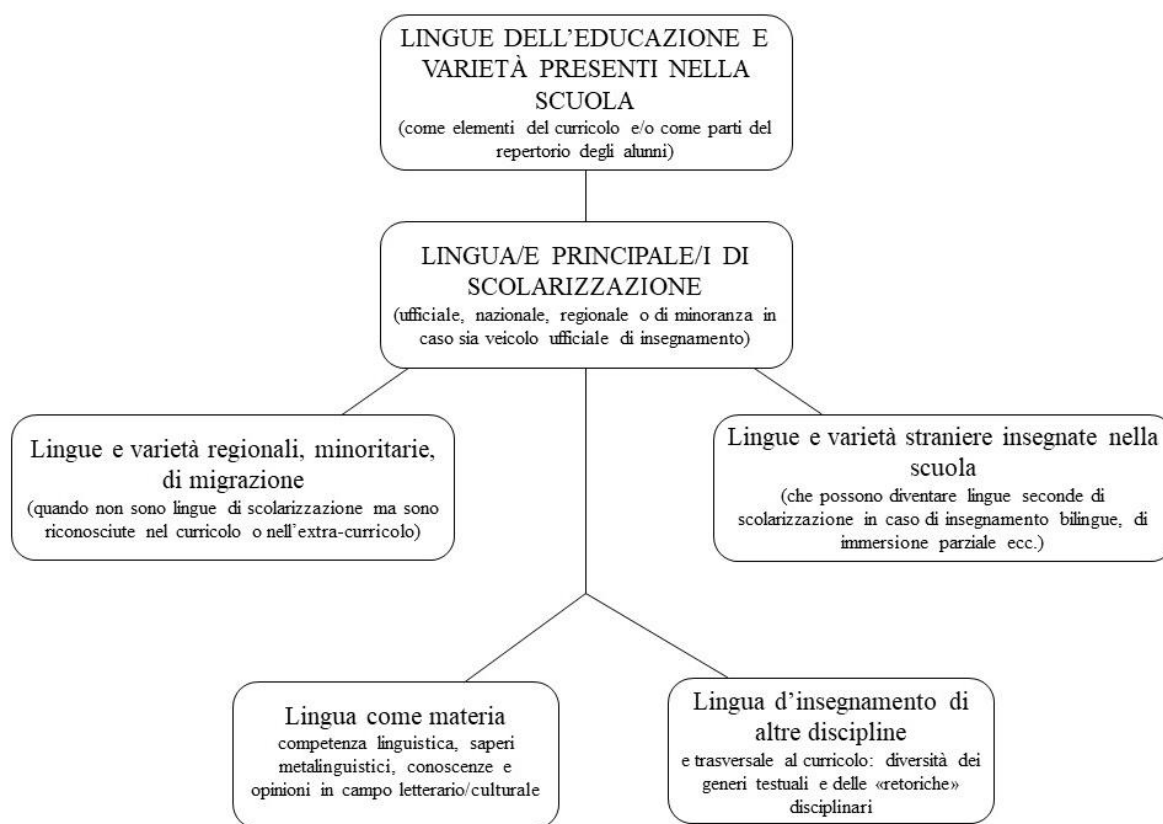 LINGUE DELL’EDUCAZIONE E
VARIETÀ PRESENTI NELLA
SCUOLA
(come elementi del curricolo e/o come parti del
repertorio degli alunni)
LINGUA/E PRINCIPALE/I DI
SCOLARIZZAZIONE
(ufficiale, nazionale, regionale o di minoranza in
caso sia veicolo ufficiale di insegnamento)
Lingue e varietà regionali, minoritarie,
di migrazione
(quando non sono lingue di scolarizzazione ma sono
riconosciute nel curricolo o nell’extra-curricolo)
Lingue e varietà straniere insegnate nella
scuola
(che possono diventare lingue seconde di
scolarizzazione in caso di insegnamento bilingue, di
immersione parziale ecc.)
Lingua come materia
competenza linguistica, saperi
metalinguistici, conoscenze e
opinioni in campo letterario/culturale
Lingua d’insegnamento di
altre discipline
e trasversale al curricolo: diversità dei
generi testuali e delle «retoriche»
disciplinari